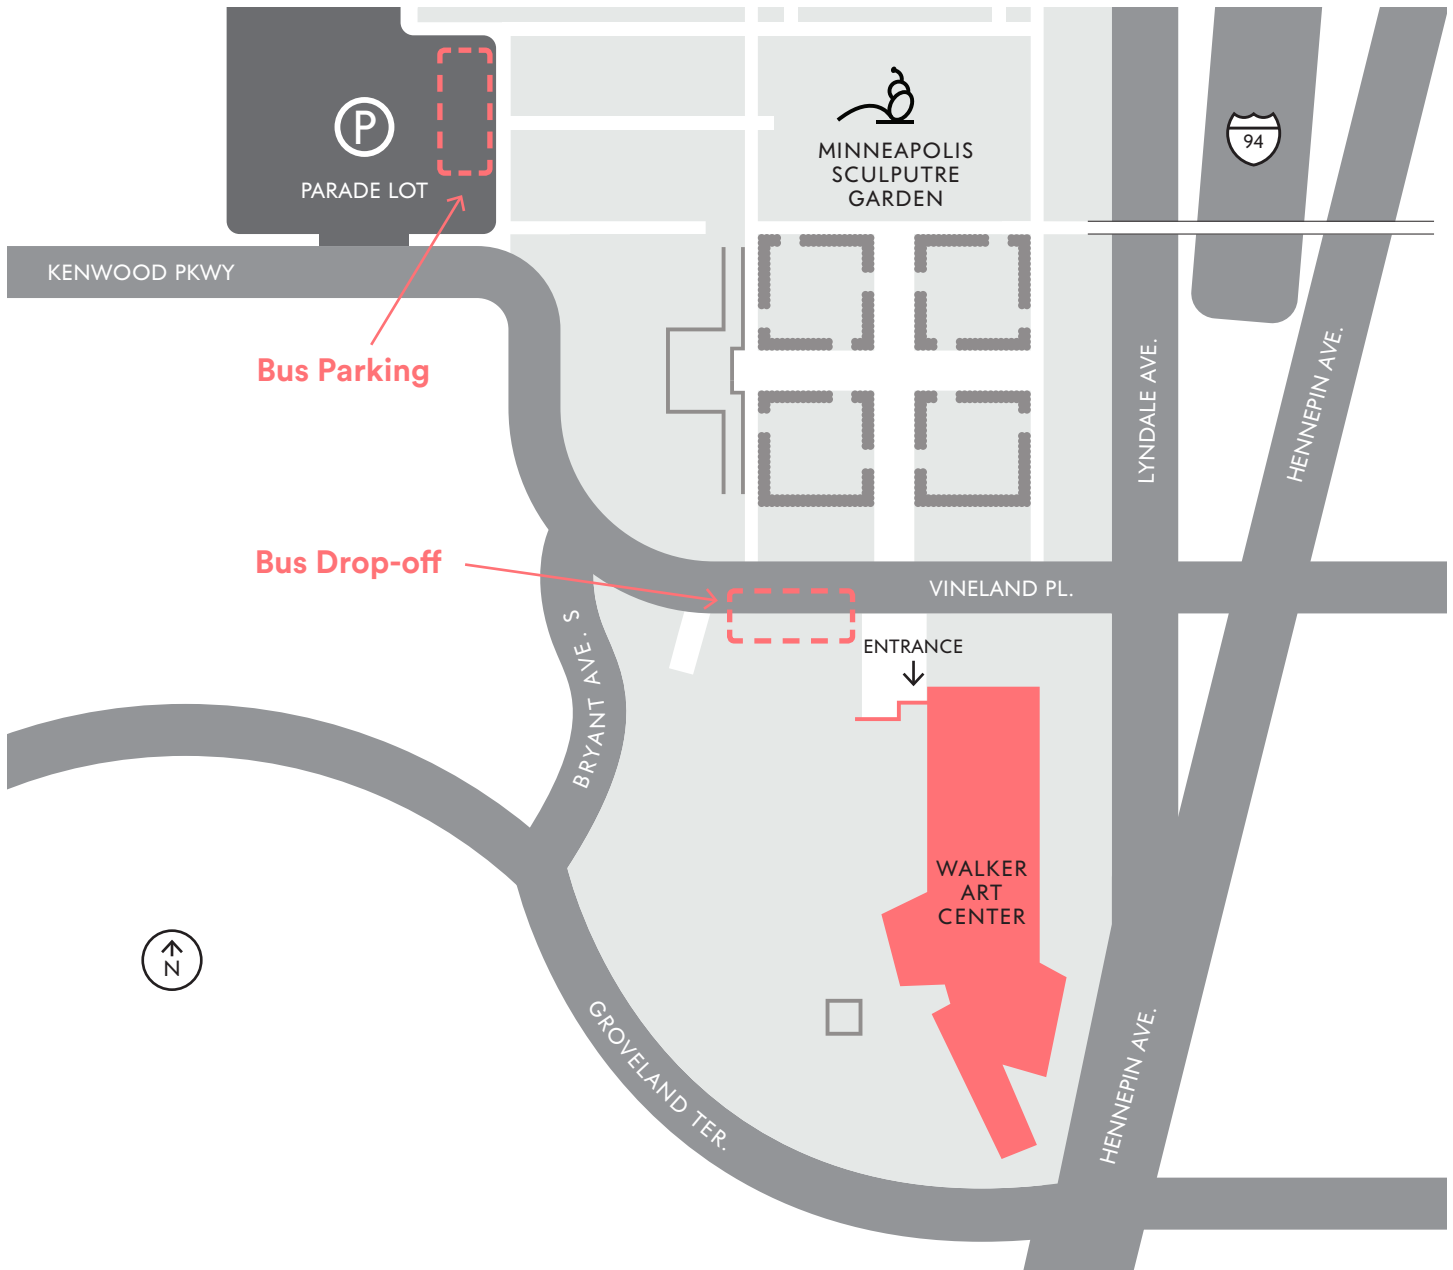 P
PARADE LOT
MINNEAPOLIS
SCULPUTRE
GARDEN
94
KENWOOD PKWY
Bus Parking
LYNDALE AVE.
HENNEPIN AVE.
Bus Drop-off
VINELAND PL.
BRYANT AVE. S
ENTRANCE
WALKER
ART
CENTER
N
GROVELAND TER.
HENNEPIN AVE.